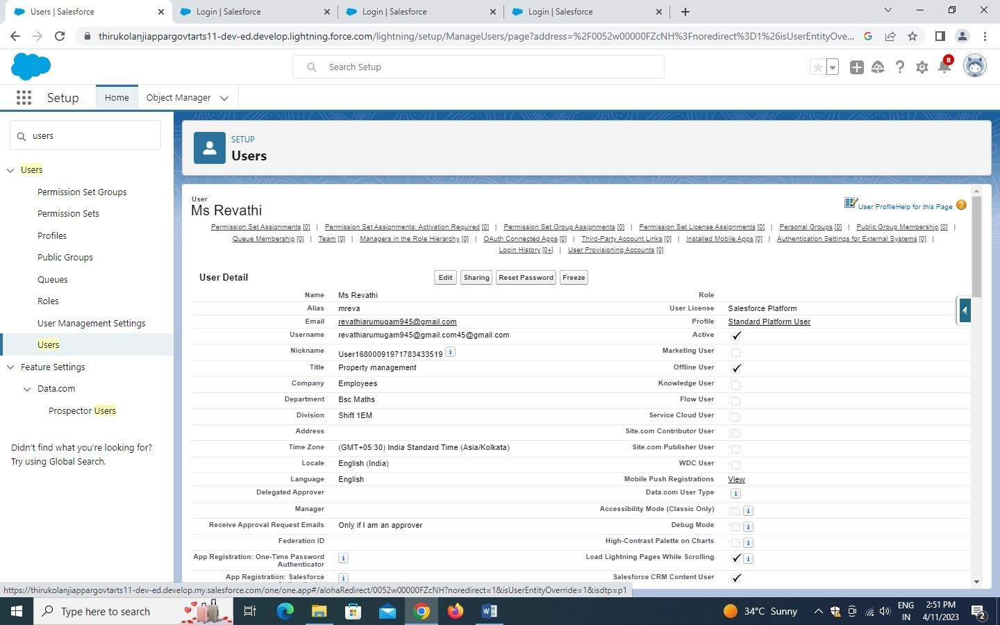 Users | Salesforce
Login | Salesforce
Login | Salesforce
Login | Salesforce
thirukolanjiappargovtarts11-dev-ed.develop.lightning.force.com/lightning/setup/ManageUsers/page?address=%2F0052w00000FZcNH%3Fnoredirect%3D1%26isUserEntityOve...
Search Setup
8
Setup
Home
Object Manager
users
Users
Permission Set Groups
Permission Sets
Profiles
Public Groups
Queues
Roles
User Management Settings
Users
Feature Settings
Data.com
Prospector Users
Didn't find what you're looking for?
Try using Global Search.
SETUP
Users
User
Ms Revathi
User Profile Help for this Page ?
Permission Set Assignments [0] | Permission Set Assignments: Activation Required [0] | Permission Set Group Assignments [0] | Permission Set License Assignments [0] | Personal Groups [0] | Public Group Membership [0] |
Queue Membership [0] | Team [0] | Managers in the Role Hierarchy [0] | OAuth Connected Apps [0] | Third-Party Account Links [0] | Installed Mobile Apps [0] | Authentication Settings for External Systems [0] |
Login History [0+] | User Provisioning Accounts [0]
User Detail Edit Sharing Reset Password Freeze
Name Ms Revathi Role
Alias mreva User License Salesforce Platform
Email revathiarumugam945@gmail.com Profile Standard Platform User
Username revathiarumugam945@gmail.com45@gmail.com Active
Nickname User16800091971783433519 i Marketing User
Title Property management Offline User
Company Employees Knowledge User
Department Bsc Maths Flow User
Division Shift 1EM Service Cloud User
Address Site.com Contributor User
Time Zone (GMT+05:30) India Standard Time (Asia/Kolkata) Site.com Publisher User
Locale English (India) WDC User
Language English Mobile Push Registrations View
Delegated Approver Data.com User Type i
Manager Accessibility Mode (Classic Only) i
Receive Approval Request Emails Only if I am an approver Debug Mode i
Federation ID High-Contrast Palette on Charts i
App Registration: One-Time Password Authenticator i Load Lightning Pages While Scrolling i
App Registration: Salesforce i Salesforce CRM Content User
https://thirukolanjiappargovtarts11-dev-ed.develop.my.salesforce.com/one/one.app#/alohaRedirect/0052w00000FZcNH?noredirect=1&isUserEntityOverride=1&isdtp=p1
Type here to search
34°C Sunny
ENG
IN
2:51 PM
4/11/2023
2